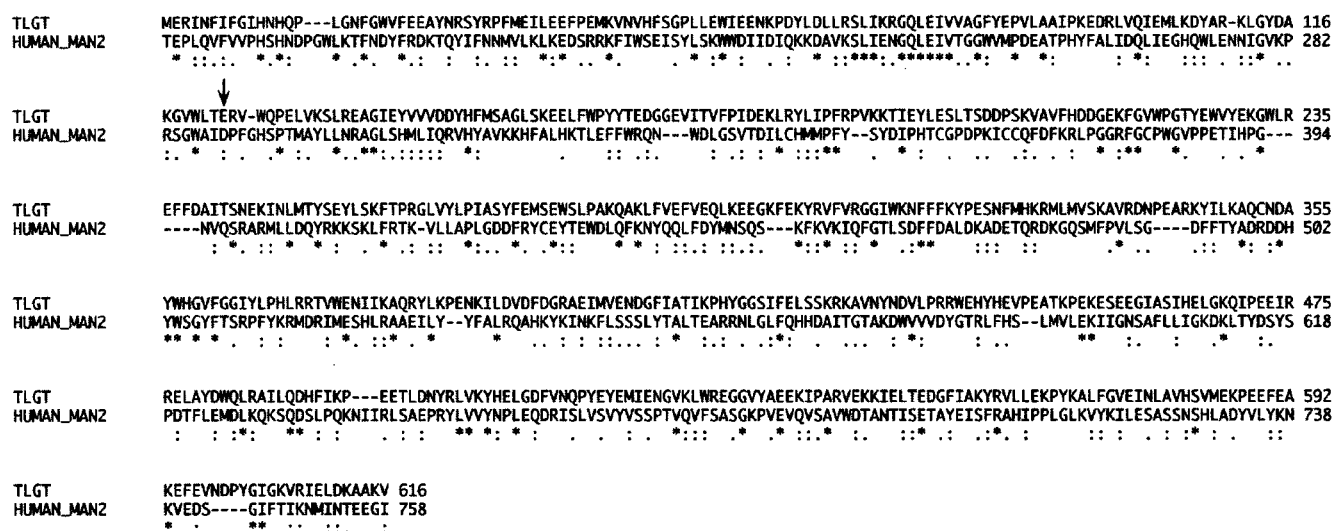 TLGT MERINFIFGIHNHQP---LGNFGWVFEEAYNRSYRPFMEILEEFPEMKVNVHFSGPLLEWIEENKPDYLDLLRSLIKRGQLEIVVAGFYEPVLAAIPKEDRLVQIEMLKDYAR-KLGYDA 116
HUMAN_MAN2 TEPLQVFVVPHSHNDPGWLKTFNDYFRDKTQYIFNNMVLKLKEDSRRKFIWSEISYLSKWWDIIDIQKKDAVKSLIENGQLEIVTGGWVMPDEATPHYFALIDQLIEGHQWLENNIGVKP 282
TLGT KGVWLTERV-WQPELVKSLREAGIEYVVVDDYHFMSAGLSKEELFWPYYTEDGGEVITVFPIDEKLRYLIPFRPVKKTIEYLESLTSDDPSKVAVFHDDGEKFGVWPGTYEWVYEKGWLR 235
HUMAN_MAN2 RSGWAIDPFGHSPTMAYLLNRAGLSHMLIQRVHYAVKKHFALHKTLEFFWRQN---WDLGSVTDILCHMMPFY---SYDIPHTCGPDPKICCQFDFKRLPGGRFGCPWGVPPETIHPG--- 394
TLGT EFFDAITSNEKINLMTYSEYLSKFTPRGLVYLPIASYFEMSEWSLPAKQAKLFVEFVEQLKEEGKFEKYRVFVRGGIWKNFFFKYPESNFMHKRMLMVSKAVRDNPEARKYILKAQCNDA 355
HUMAN_MAN2 ----NVQSRARMLLDQYRKKSKLFRTK-VLLAPLGDDFRYCEYTEWDLQFKNYQQLFDYMNSQS---KFKVKIQFGTLSDFFDALDKADETQRDKGQSMFPVLSG----DFFTYADRDDH 502
TLGT YWHGVFGGIYLPHLRRTVWENIIKAQRYLKPENKILDVDFDGRAEIMVENDGFIATIKPHYGGSIFELSSKRKAVNYNDVLPRRWEHYHEVPEATKPEKESEEGIASIHELGKQIPEEIR 475
HUMAN_MAN2 YWSGYFTSRPFYKRMDRIMESHLRAAEILY--YFALRQAHKYKINKFLSSSLYTALTEARRNLGLFQHHDAITGTAKDWVVVDYGTRLFHS--LMVLEKIIGNSAFLLIGKDKLTYDSYS 618
TLGT RELAYDWQLRAILQDHFIKP---EETLDNYRLVKYHELGDFVNQPYEYEMIENGVKLWREGGVYAEEKIPARVEKKIELTEDGFIAKYRVLLEKPYKALFGVEINLAVHSVMEKPEEFEA 592
HUMAN_MAN2 PDTFLEMDLKQKSQDSLPQKNIIRLSAEPRYLVVYNPLEQDRISLVSVYVSSPTVQVFSASGKPVEVQVSAVWDTANTISETAYEISFRAHIPPLGLKVYKILESASSNSHLADYVLYKN 738
TLGT KEFEVNDPYGIGKVRIELDKAAKV 616
HUMAN_MAN2 KVEDS----GIFTIKNMINTEEGI 758